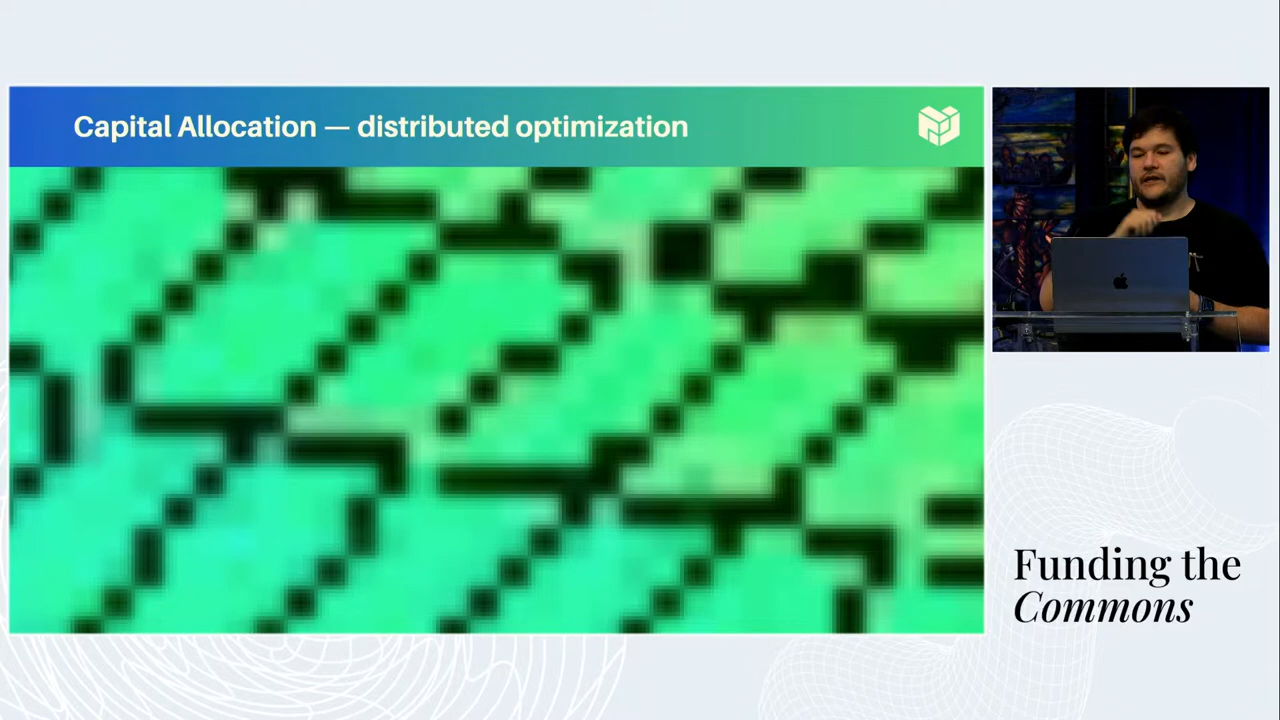 Capital Allocation — distributed optimization
Funding the
Commons